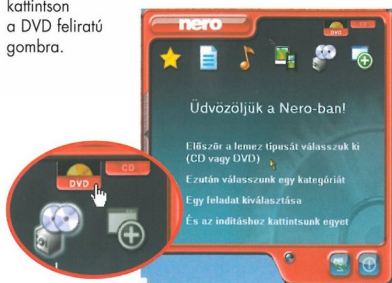 kattintson
a DVD feliratú
gombra.
nero
DVD
Üdvözöljük a Nero-ban!
Először a lemez típusát válasszuk ki
(CD vagy DVD)
Ezután válasszunk egy kategóriát
Egy feladat kiválasztása
És az indításhoz kattintsunk egyet
DVD
CD